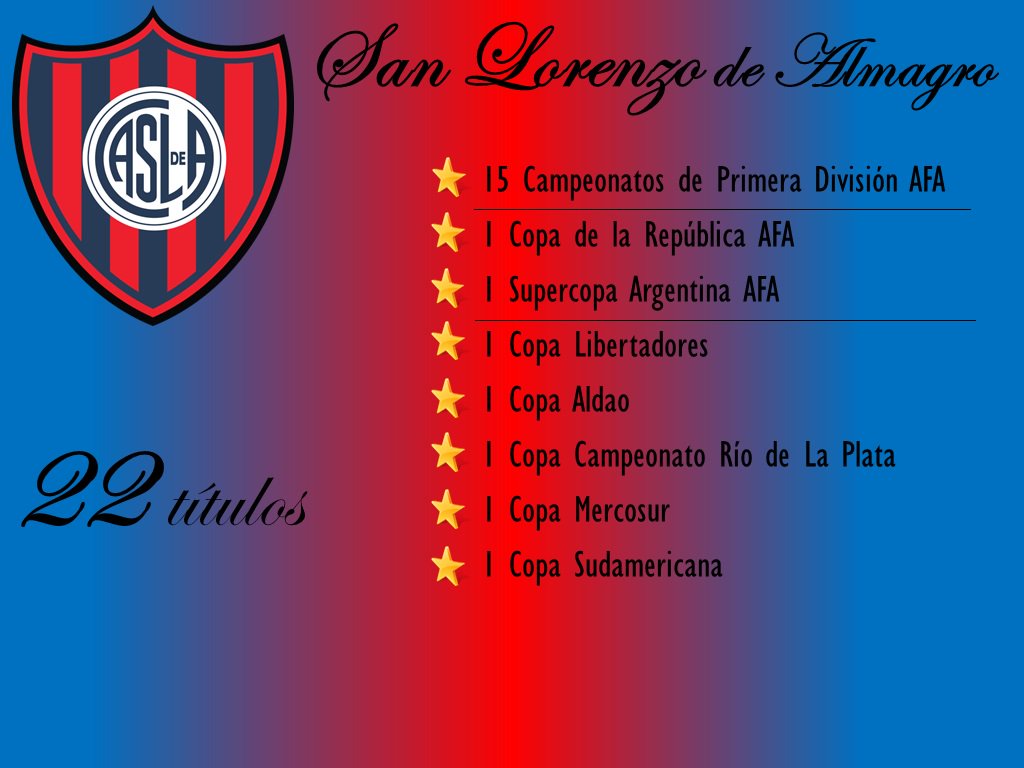 San Lorenzo de Almagro
CASLDEA
15 Campeonatos de Primera División AFA
1 Copa de la República AFA
1 Supercopa Argentina AFA
1 Copa Libertadores
1 Copa Aldao
1 Copa Campeonato Río de La Plata
1 Copa Mercosur
1 Copa Sudamericana
22 títulos